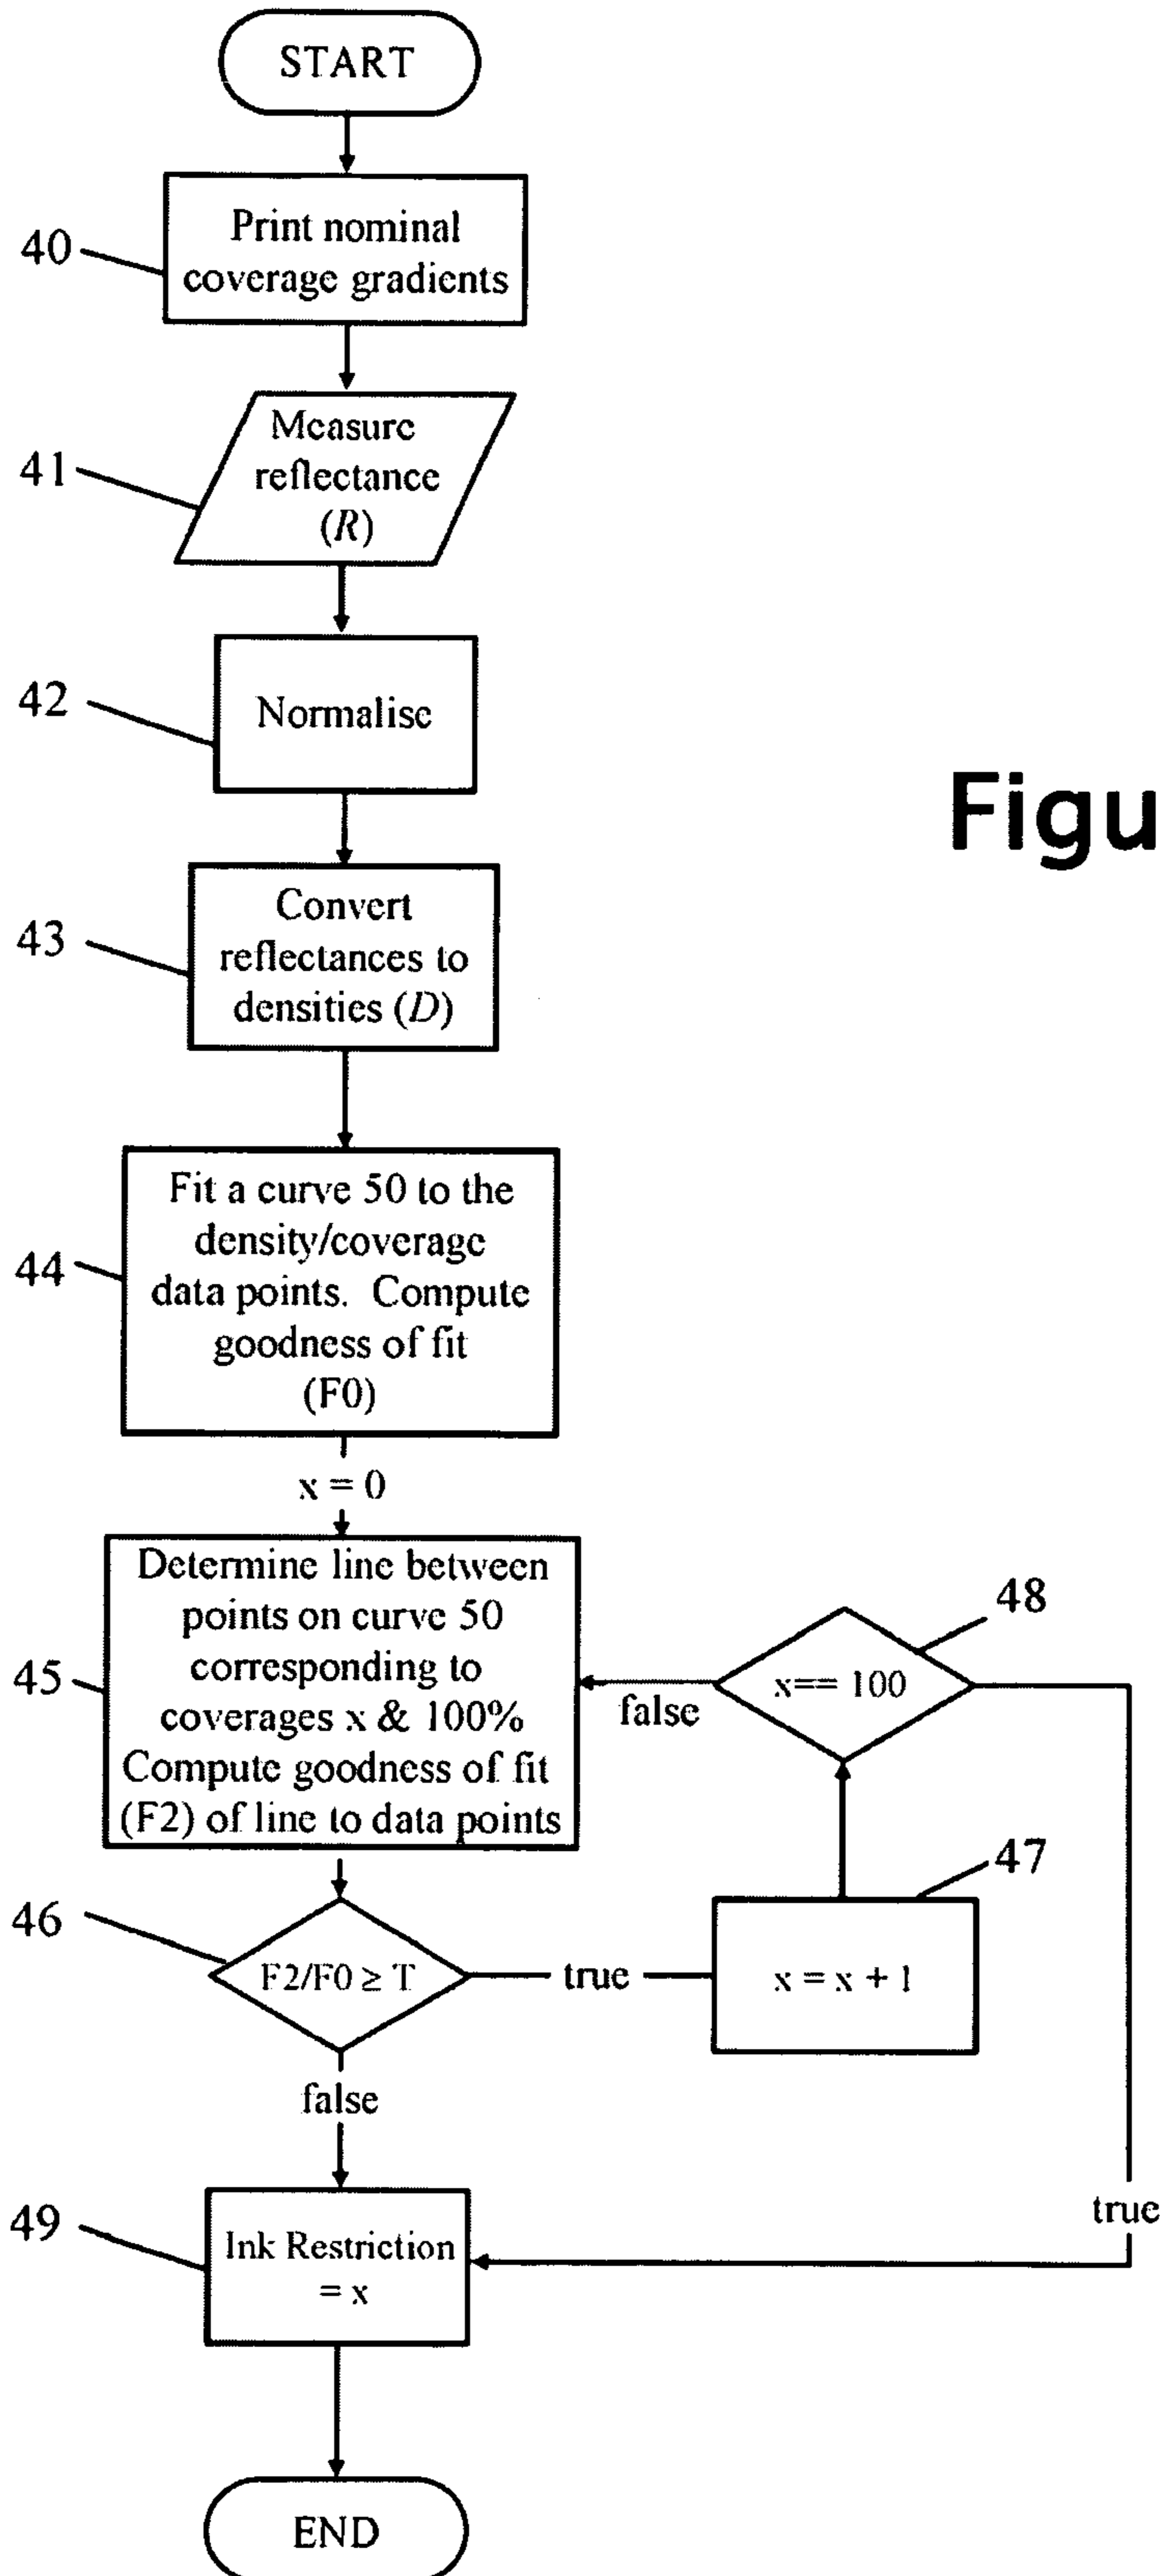 START
40
Print nominal
coverage gradients
41
Measure
reflectance
(R)
42
Normalise
Figu
43
Convert
reflectances to
densities (D)
44
Fit a curve 50 to the
density/coverage
data points. Compute
goodness of fit
(F0)
x = 0
45
Determine line between
points on curve 50
corresponding to
coverages x & 100%
Compute goodness of fit
(F2) of line to data points
false
x== 100
48
46
F2/F0 ≥ T
true
x = x + 1
47
false
true
49
Ink Restriction
= x
END